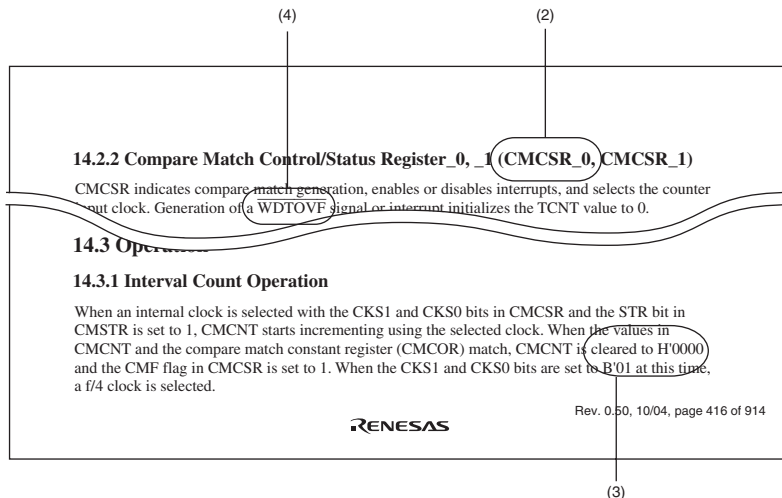 (4) (2)
14.2.2 Compare Match Control/Status Register_0, _1 (CMCSR_0, CMCSR_1)
CMCSR indicates compare match generation, enables or disables interrupts, and selects the counter
input clock. Generation of a WDTOVF signal or interrupt initializes the TCNT value to 0.
14.3 Operation
14.3.1 Interval Count Operation
When an internal clock is selected with the CKS1 and CKS0 bits in CMCSR and the STR bit in
CMSTR is set to 1, CMCNT starts incrementing using the selected clock. When the values in
CMCNT and the compare match constant register (CMCOR) match, CMCNT is cleared to H'0000
and the CMF flag in CMCSR is set to 1. When the CKS1 and CKS0 bits are set to B'01 at this time,
a f/4 clock is selected.
Rev. 0.50, 10/04, page 416 of 914
RENESAS
(3)